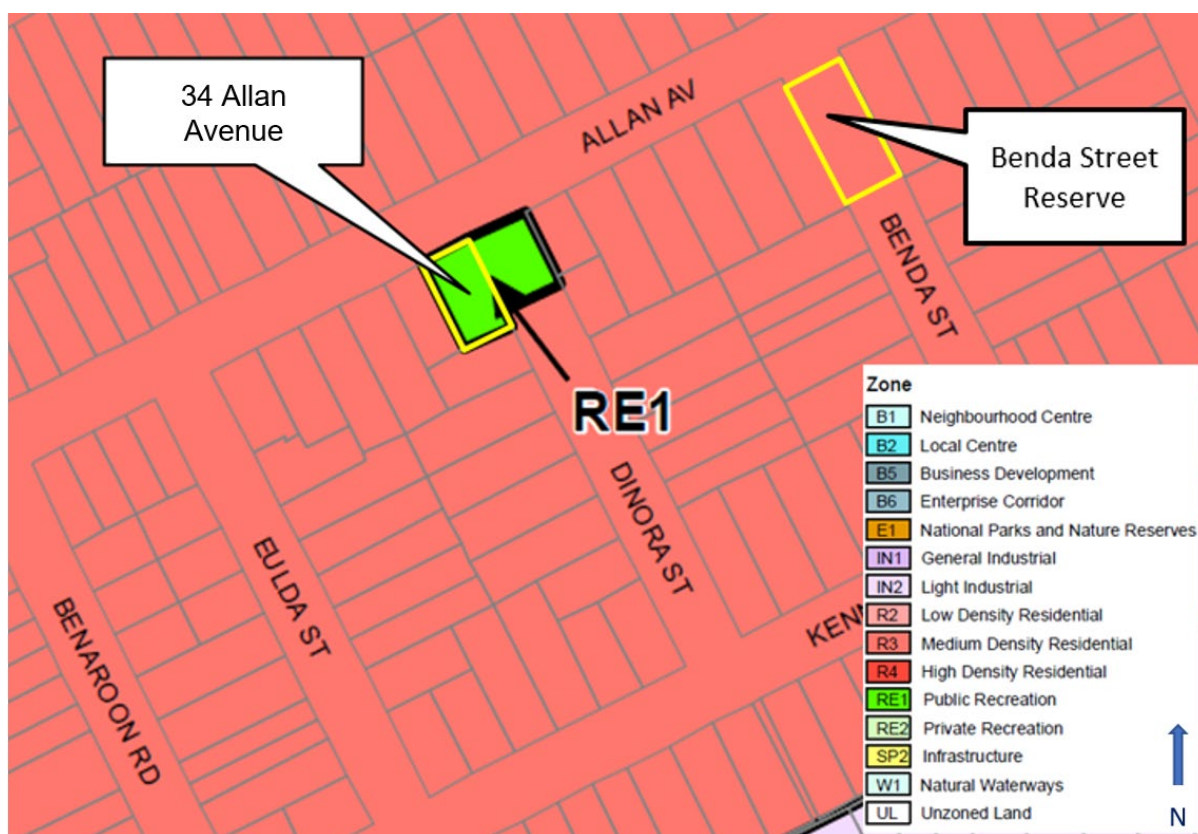 34 Allan
Avenue
ALLAN AV
Benda Street
Reserve
BENDA ST
RE1
DINORA ST
EULDA ST
BENAROON RD
Zone
B1 Neighbourhood Centre
B2 Local Centre
B5 Business Development
B6 Enterprise Corridor
E1 National Parks and Nature Reserves
IN1 General Industrial
IN2 Light Industrial
R2 Low Density Residential
R3 Medium Density Residential
R4 High Density Residential
RE1 Public Recreation
RE2 Private Recreation
SP2 Infrastructure
W1 Natural Waterways
UL Unzoned Land
N